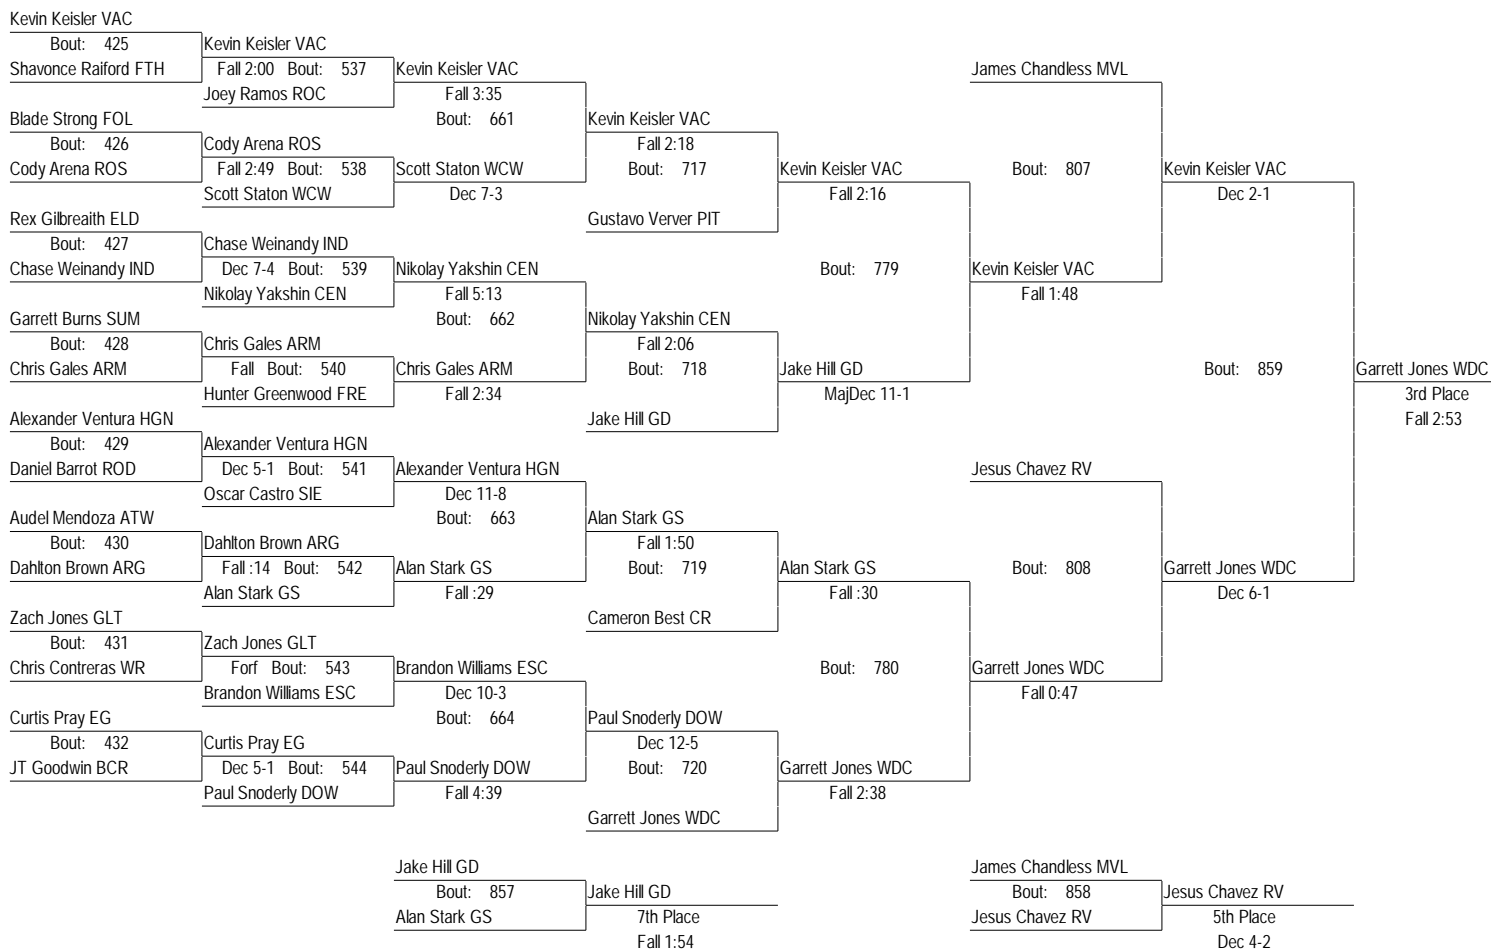 Kevin Keisler VAC
Bout: 425 Kevin Keisler VAC
Shavonce Raiford FTH Fall 2:00 Bout: 537 Kevin Keisler VAC James Chandless MVL
Joey Ramos ROC Fall 3:35
Blade Strong FOL Bout: 661 Kevin Keisler VAC
Bout: 426 Cody Arena ROS Fall 2:18
Cody Arena ROS Fall 2:49 Bout: 538 Scott Staton WCW Bout: 717 Kevin Keisler VAC Bout: 807 Kevin Keisler VAC
Scott Staton WCW Dec 7-3 Fall 2:16 Dec 2-1
Rex Gilbreaith ELD Gustavo Verver PIT
Bout: 427 Chase Weinandy IND
Chase Weinandy IND Dec 7-4 Bout: 539 Nikolay Yakshin CEN Bout: 779 Kevin Keisler VAC
Nikolay Yakshin CEN Fall 5:13 Fall 1:48
Garrett Burns SUM Bout: 662 Nikolay Yakshin CEN
Bout: 428 Chris Gales ARM Fall 2:06
Chris Gales ARM Fall Bout: 540 Chris Gales ARM Bout: 718 Jake Hill GD Bout: 859 Garrett Jones WDC
Hunter Greenwood FRE Fall 2:34 MajDec 11-1 3rd Place
Alexander Ventura HGN Jake Hill GD Fall 2:53
Bout: 429 Alexander Ventura HGN
Daniel Barrot ROD Dec 5-1 Bout: 541 Alexander Ventura HGN Jesus Chavez RV
Oscar Castro SIE Dec 11-8
Audel Mendoza ATW Bout: 663 Alan Stark GS
Bout: 430 Dahlton Brown ARG Fall 1:50
Dahlton Brown ARG Fall :14 Bout: 542 Alan Stark GS Bout: 719 Alan Stark GS Bout: 808 Garrett Jones WDC
Alan Stark GS Fall :29 Fall :30 Dec 6-1
Zach Jones GLT Cameron Best CR
Bout: 431 Zach Jones GLT
Chris Contreras WR Forf Bout: 543 Brandon Williams ESC Bout: 780 Garrett Jones WDC
Brandon Williams ESC Dec 10-3 Fall 0:47
Curtis Pray EG Bout: 664 Paul Snoderly DOW
Bout: 432 Curtis Pray EG Dec 12-5
JT Goodwin BCR Dec 5-1 Bout: 544 Paul Snoderly DOW Bout: 720 Garrett Jones WDC
Paul Snoderly DOW Fall 4:39 Fall 2:38
Garrett Jones WDC
Jake Hill GD James Chandless MVL
Bout: 857 Jake Hill GD Bout: 858 Jesus Chavez RV
Alan Stark GS 7th Place Jesus Chavez RV 5th Place
Fall 1:54 Dec 4-2